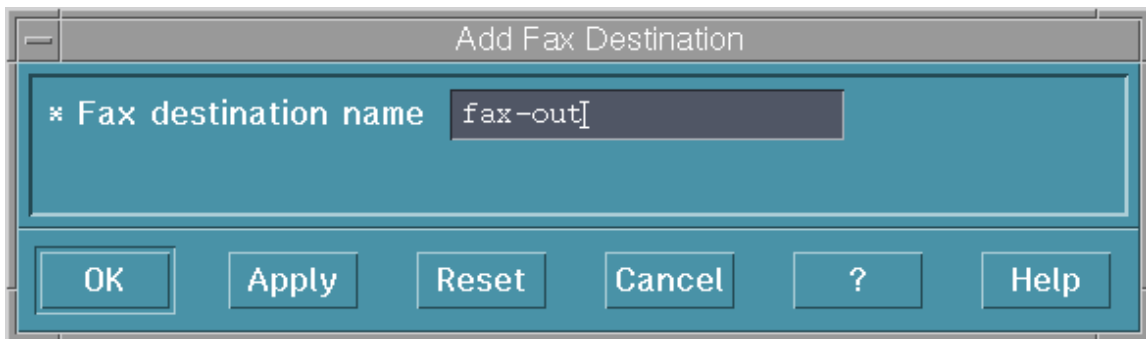 Add Fax Destination
* Fax destination name fax-out
OK Apply Reset Cancel ? Help